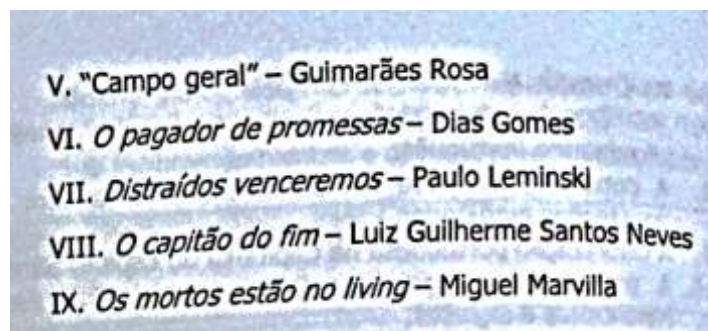 V. "Campo geral" – Guimarães Rosa
VI. O pagador de promessas – Dias Gomes
VII. Distraídos venceremos – Paulo Leminski
VIII. O capitão do fim – Luiz Guilherme Santos Neves
IX. Os mortos estão no living – Miguel Marvilla